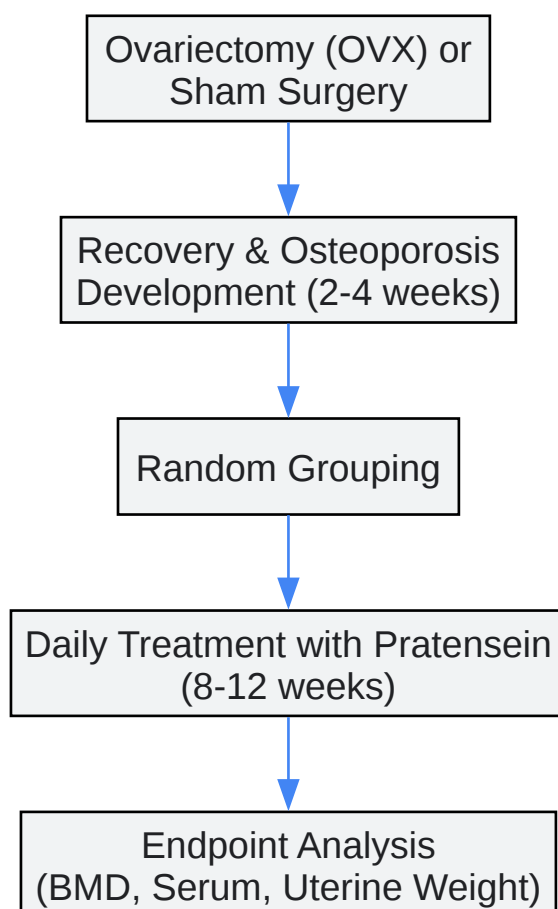 Ovariectomy (OVX) or
Sham Surgery
Recovery & Osteoporosis
Development (2-4 weeks)
Random Grouping
Daily Treatment with Pratensein
(8-12 weeks)
Endpoint Analysis
(BMD, Serum, Uterine Weight)